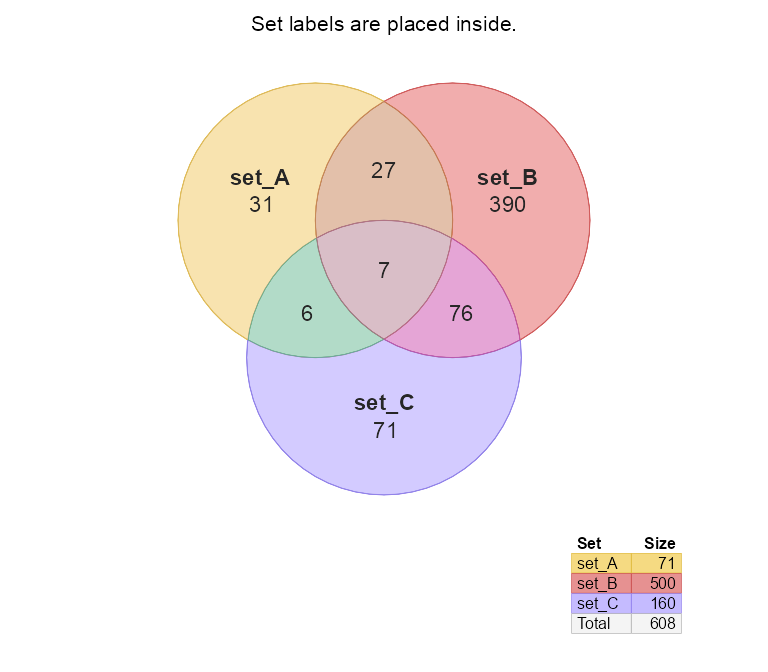 Set labels are placed inside.
27
set_A
set_B
31
390
7
6
76
set_C
71
Set Size
set_A 71
set_B 500
set_C 160
Total 608